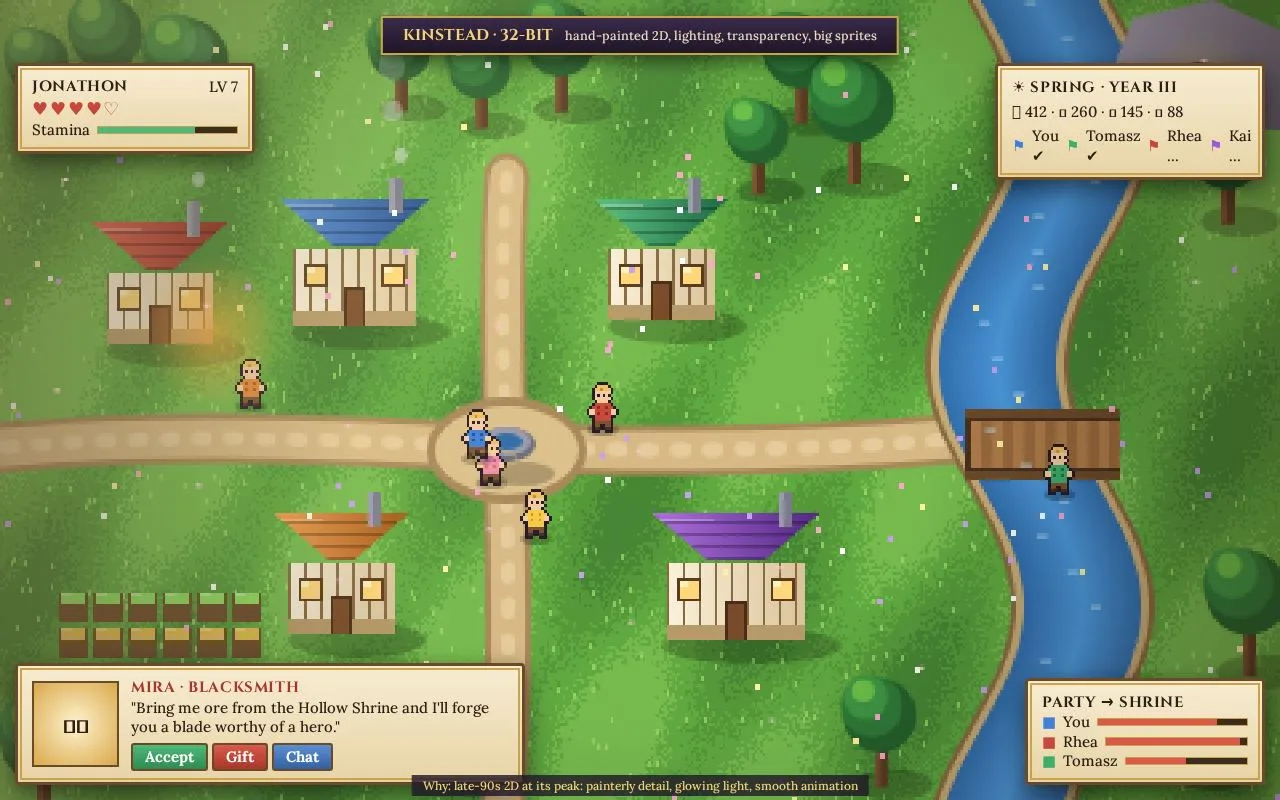 KINSTEAD · 32-BIT hand-painted 2D, lighting, transparency, big sprites
JONATHON LV 7
♥♥♥♥♡
Stamina
☀ SPRING · YEAR III
412 · 260 · 145 · 88
You ✔ Tomasz ✔ Rhea ... Kai ...
MIRA · BLACKSMITH
"Bring me ore from the Hollow Shrine and I'll forge
you a blade worthy of a hero."
Accept Gift Chat
PARTY → SHRINE
You
Rhea
Tomasz
Why: late-90s 2D at its peak: painterly detail, glowing light, smooth animation